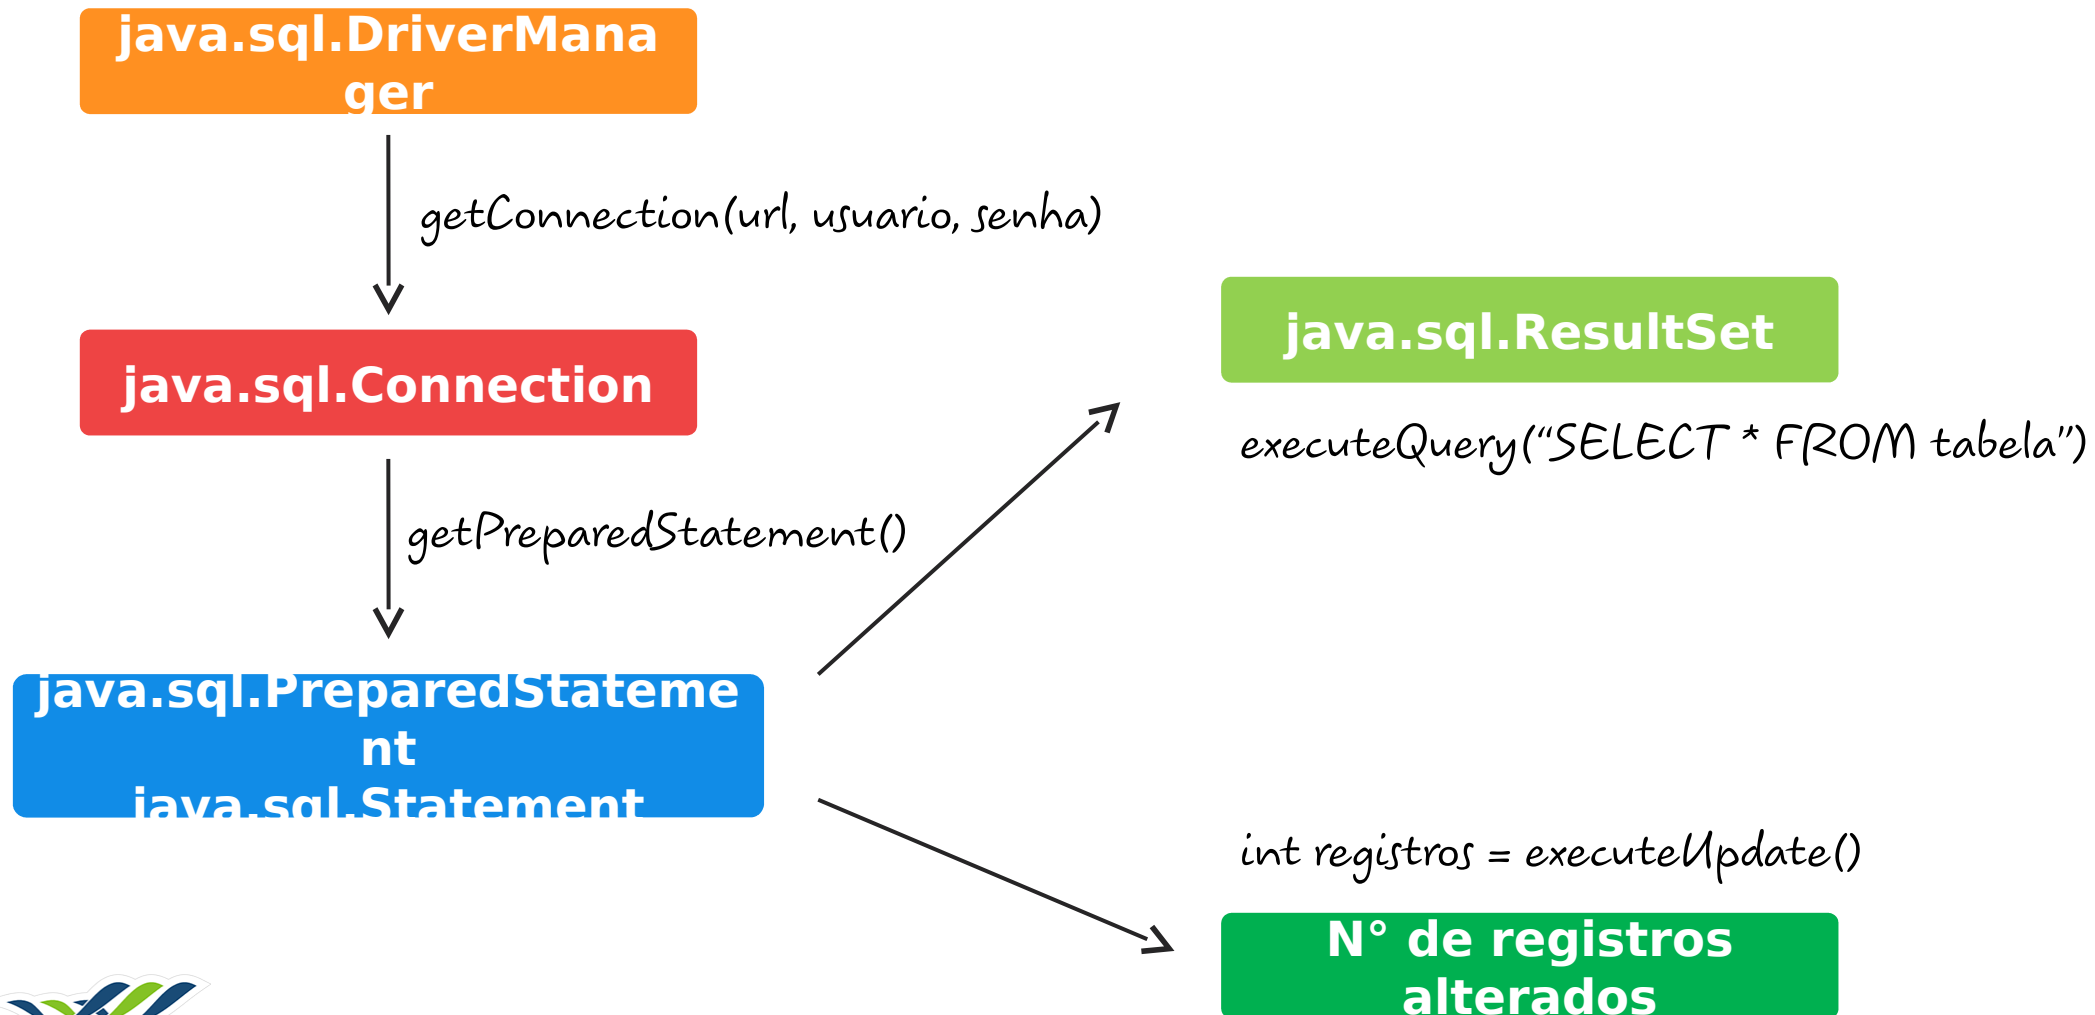 java.sql.DriverMana
ger
getConnection(url, usuario, senha)
java.sql.Connection
getPreparedStatement()
java.sql.PreparedStateme
nt
java.sql.Statement
java.sql.ResultSet
executeQuery(“SELECT * FROM tabela”)
int registros = executeUpdate()
N° de registros
alterados